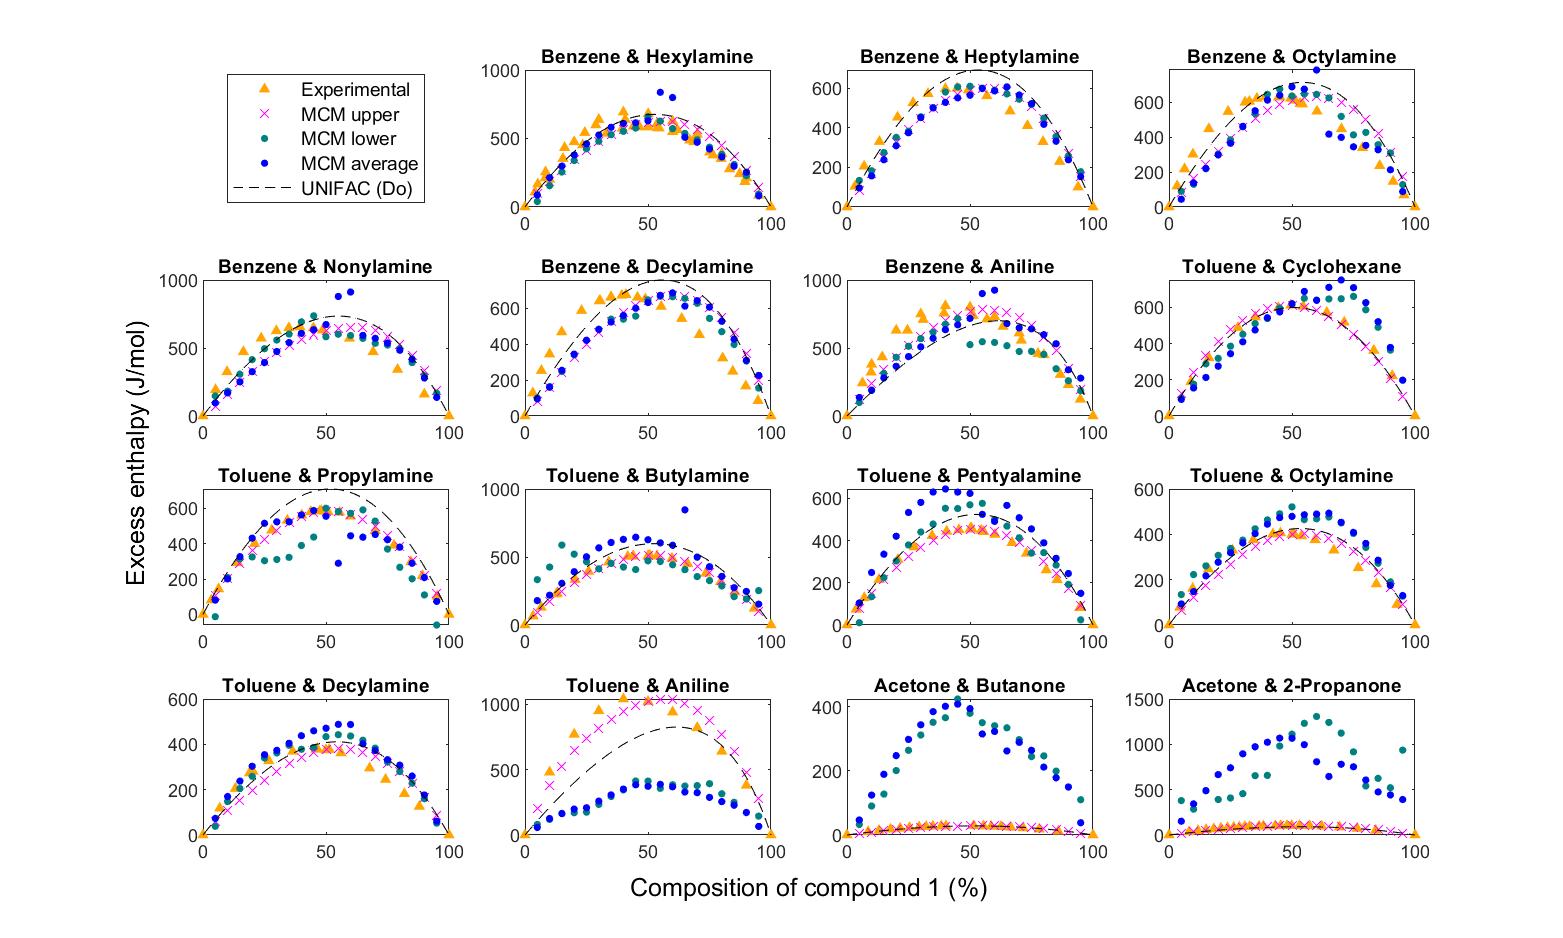 Experimental
MCM upper
MCM lower
MCM average
UNIFAC (Do)
Benzene & Hexylamine
1000
500
0
0 50 100
Benzene & Heptylamine
600
400
200
0
0 50 100
Benzene & Octylamine
600
400
200
0
0 50 100
Excess enthalpy (J/mol)
Benzene & Nonylamine
1000
500
0
0 50 100
Benzene & Decylamine
600
400
200
0
0 50 100
Benzene & Aniline
1000
500
0
0 50 100
Toluene & Cyclohexane
600
400
200
0
0 50 100
Toluene & Propylamine
600
400
200
0
0 50 100
Toluene & Butylamine
1000
500
0
0 50 100
Toluene & Pentyalamine
600
400
200
0
0 50 100
Toluene & Octylamine
600
400
200
0
0 50 100
Toluene & Decylamine
600
400
200
0
0 50 100
Toluene & Aniline
1000
500
0
0 50 100
Acetone & Butanone
400
200
0
0 50 100
Acetone & 2-Propanone
1500
1000
500
0
0 50 100
Composition of compound 1 (%)